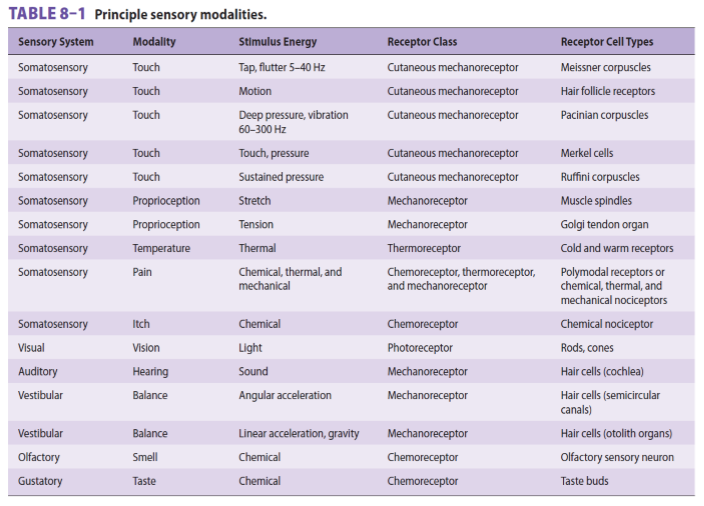 TABLE 8–1 Principle sensory modalities.
Sensory System Modality Stimulus Energy Receptor Class Receptor Cell Types
Somatosensory Touch Tap, flutter 5–40 Hz Cutaneous mechanoreceptor Meissner corpuscles
Somatosensory Touch Motion Cutaneous mechanoreceptor Hair follicle receptors
Somatosensory Touch Deep pressure, vibration Cutaneous mechanoreceptor Pacinian corpuscles
60–300 Hz
Somatosensory Touch Touch, pressure Cutaneous mechanoreceptor Merkel cells
Somatosensory Touch Sustained pressure Cutaneous mechanoreceptor Ruffini corpuscles
Somatosensory Proprioception Stretch Mechanoreceptor Muscle spindles
Somatosensory Proprioception Tension Mechanoreceptor Golgi tendon organ
Somatosensory Temperature Thermal Thermoreceptor Cold and warm receptors
Somatosensory Pain Chemical, thermal, and Chemoreceptor, thermoreceptor, Polymodal receptors or
mechanical and mechanoreceptor chemical, thermal, and
mechanical nociceptors
Somatosensory Itch Chemical Chemoreceptor Chemical nociceptor
Visual Vision Light Photoreceptor Rods, cones
Auditory Hearing Sound Mechanoreceptor Hair cells (cochlea)
Vestibular Balance Angular acceleration Mechanoreceptor Hair cells (semicircular
canals)
Vestibular Balance Linear acceleration, gravity Mechanoreceptor Hair cells (otolith organs)
Olfactory Smell Chemical Chemoreceptor Olfactory sensory neuron
Gustatory Taste Chemical Chemoreceptor Taste buds